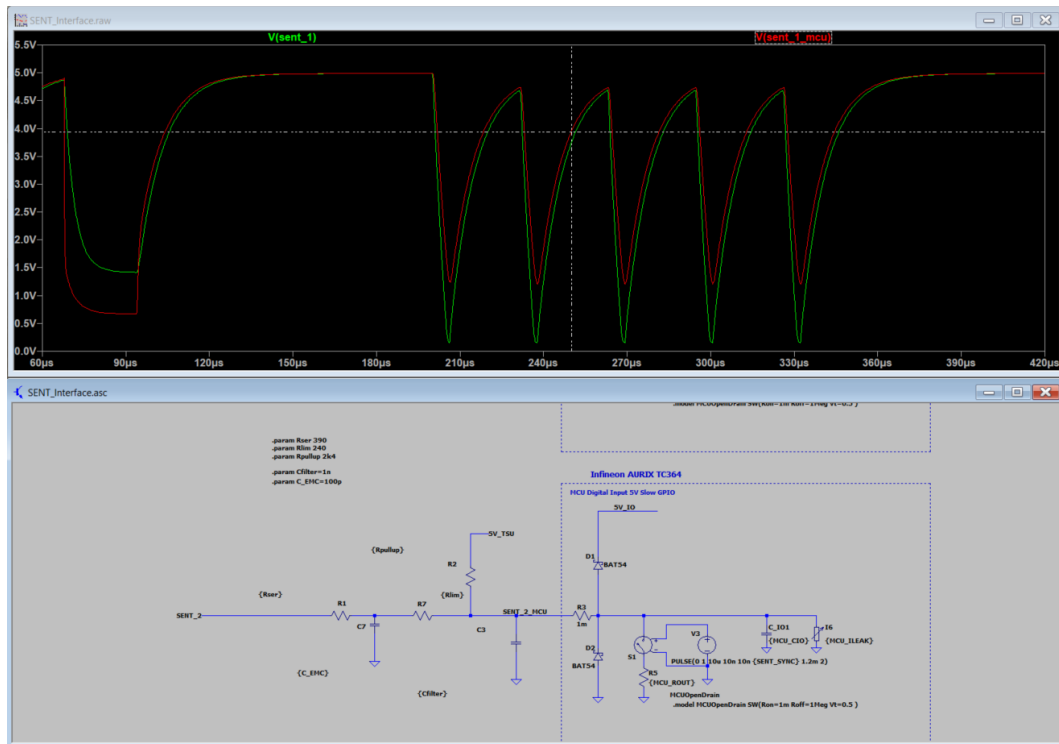 SENT_Interface.raw
V(sent_1)
V(sent_1_mcu)
5.5V
5.0V
4.5V
4.0V
3.5V
3.0V
2.5V
2.0V
1.5V
1.0V
0.5V
0.0V
60µs
90µs
120µs
150µs
180µs
210µs
240µs
270µs
300µs
330µs
360µs
390µs
420µs
SENT_Interface.asc
.model MCUOpenDrain SW(Ron=1m Roff=1Meg Vt=0.5 )
.param Rser 390
.param Rlim 240
.param Rpullup 2k4
.param Cfilter=1n
.param C_EMC=100p
Infineon AURIX TC364
MCU Digital Input 5V Slow GPIO
5V_IO
5V_TSU
{Rpullup}
D1
BAT54
R2
{Rser}
{Rlim}
R1
R7
SENT_2
SENT_2_MCU
R3
1m
C7
C3
D2
BAT54
S1
V3
C_IO1
{MCU_CIO}
I6
{MCU_ILEAK}
PULSE(0 1 10u 10n 10n {SENT_SYNC} 1.2m 2)
R5
{MCU_ROUT}
{C_EMC}
{Cfilter}
MCUOpenDrain
.model MCUOpenDrain SW(Ron=1m Roff=1Meg Vt=0.5 )